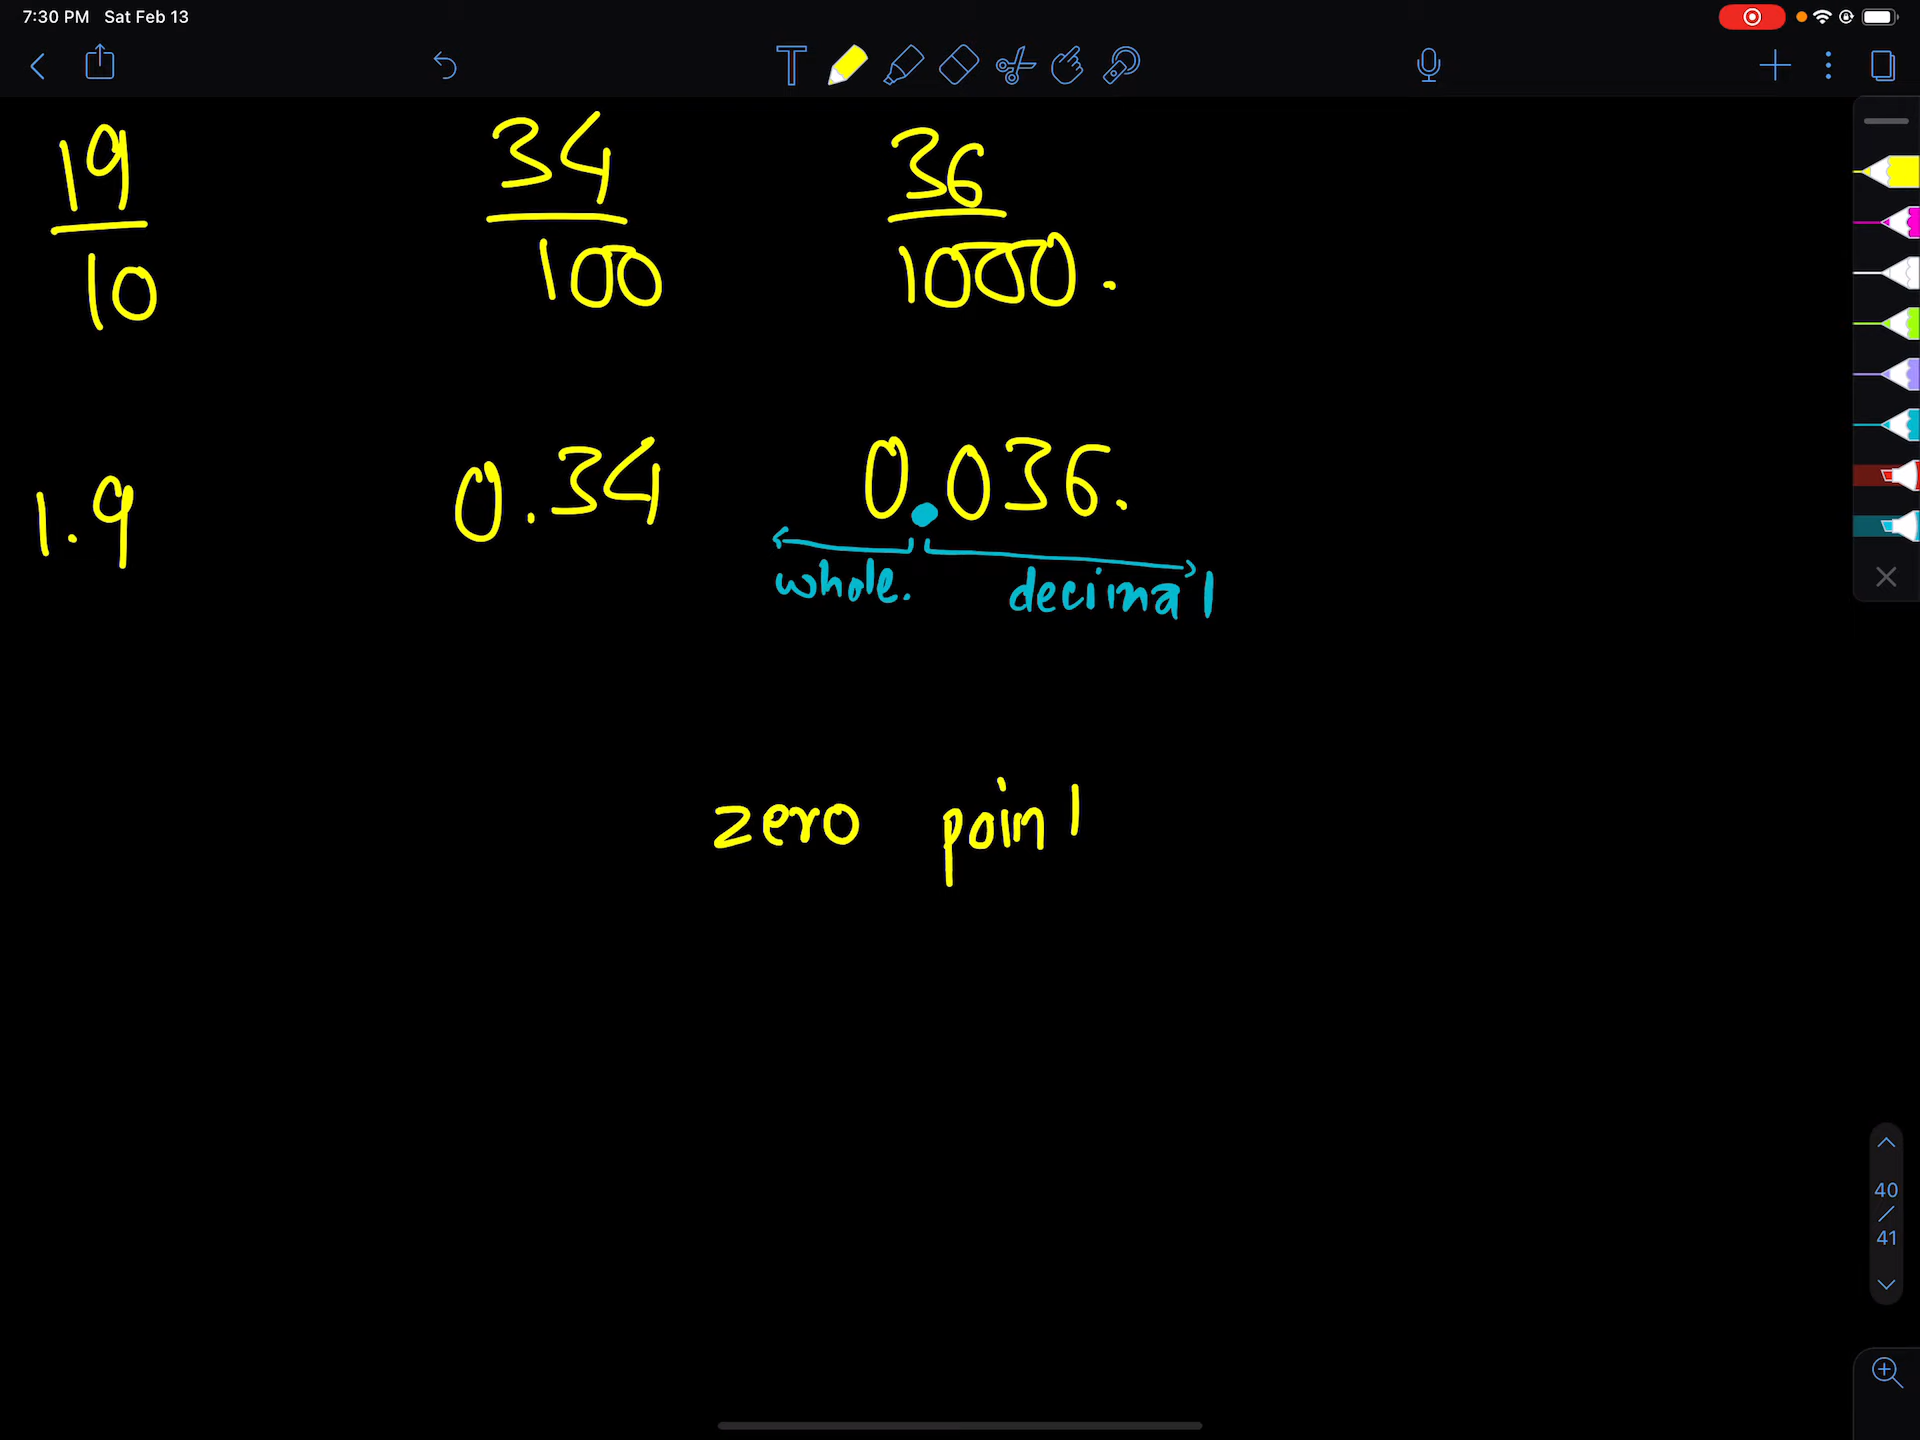 7:30 PM Sat Feb 13
19/10 34/100 36/1000.
1.9 0.34 0.036.
whole. decimal
zero poin
40
/
41